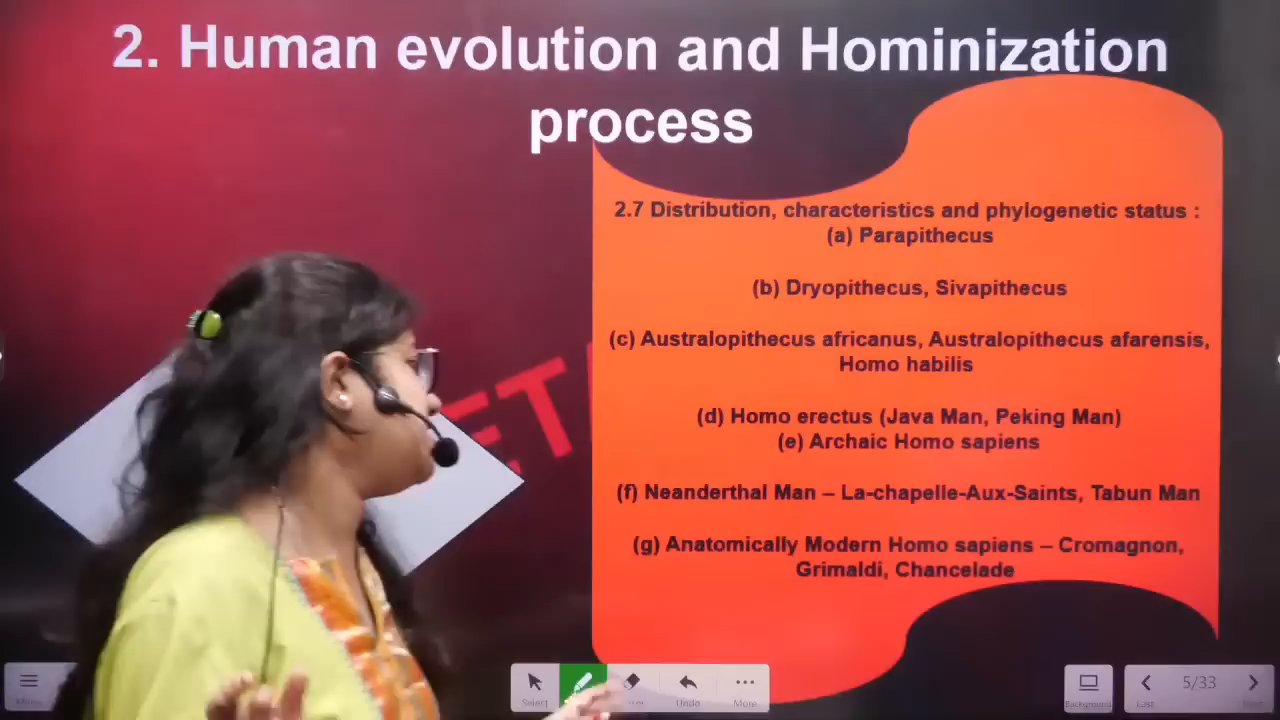 2. Human evolution and Hominization
process
2.7 Distribution, characteristics and phylogenetic status :
(a) Parapithecus
(b) Dryopithecus, Sivapithecus
(c) Australopithecus africanus, Australopithecus afarensis,
Homo habilis
(d) Homo erectus (Java Man, Peking Man)
(e) Archaic Homo sapiens
(f) Neanderthal Man – La-chapelle-Aux-Saints, Tabun Man
(g) Anatomically Modern Homo sapiens – Cromagnon,
Grimaldi, Chancelade
Select
Undo
More
Background
5/33